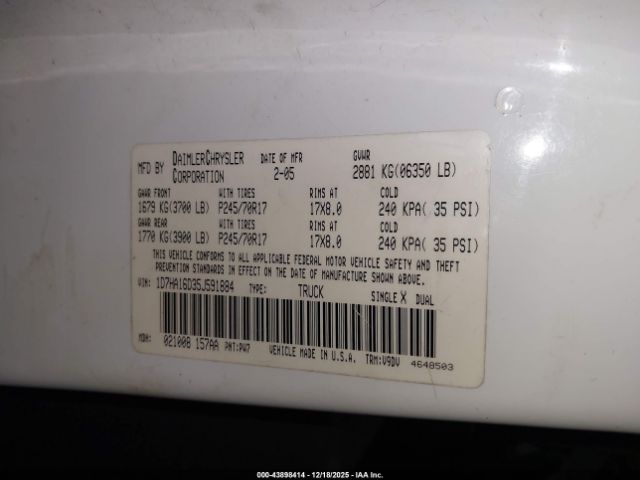 MFD BY DAIMLERCHRYSLER CORPORATION DATE OF MFR 2-05 GVWR 2881 KG(06350 LB)
GAWR FRONT WITH TIRES RIMS AT COLD
1679 KG(3700 LB) P245/70R17 17X8.0 240 KPA( 35 PSI)
GAWR REAR WITH TIRES RIMS AT COLD
1770 KG(3900 LB) P245/70R17 17X8.0 240 KPA( 35 PSI)
THIS VEHICLE CONFORMS TO ALL APPLICABLE FEDERAL MOTOR VEHICLE SAFETY AND THEFT
PREVENTION STANDARDS IN EFFECT ON THE DATE OF MANUFACTURE SHOWN ABOVE.
VIN: 1D7HA16D35J591884 TYPE: TRUCK SINGLE X DUAL
MDH: 02100B 157AA PNT:PW7 VEHICLE MADE IN U.S.A. TRM:V9DV 4648503
000-43898414 - 12/18/2025 - IAA Inc.